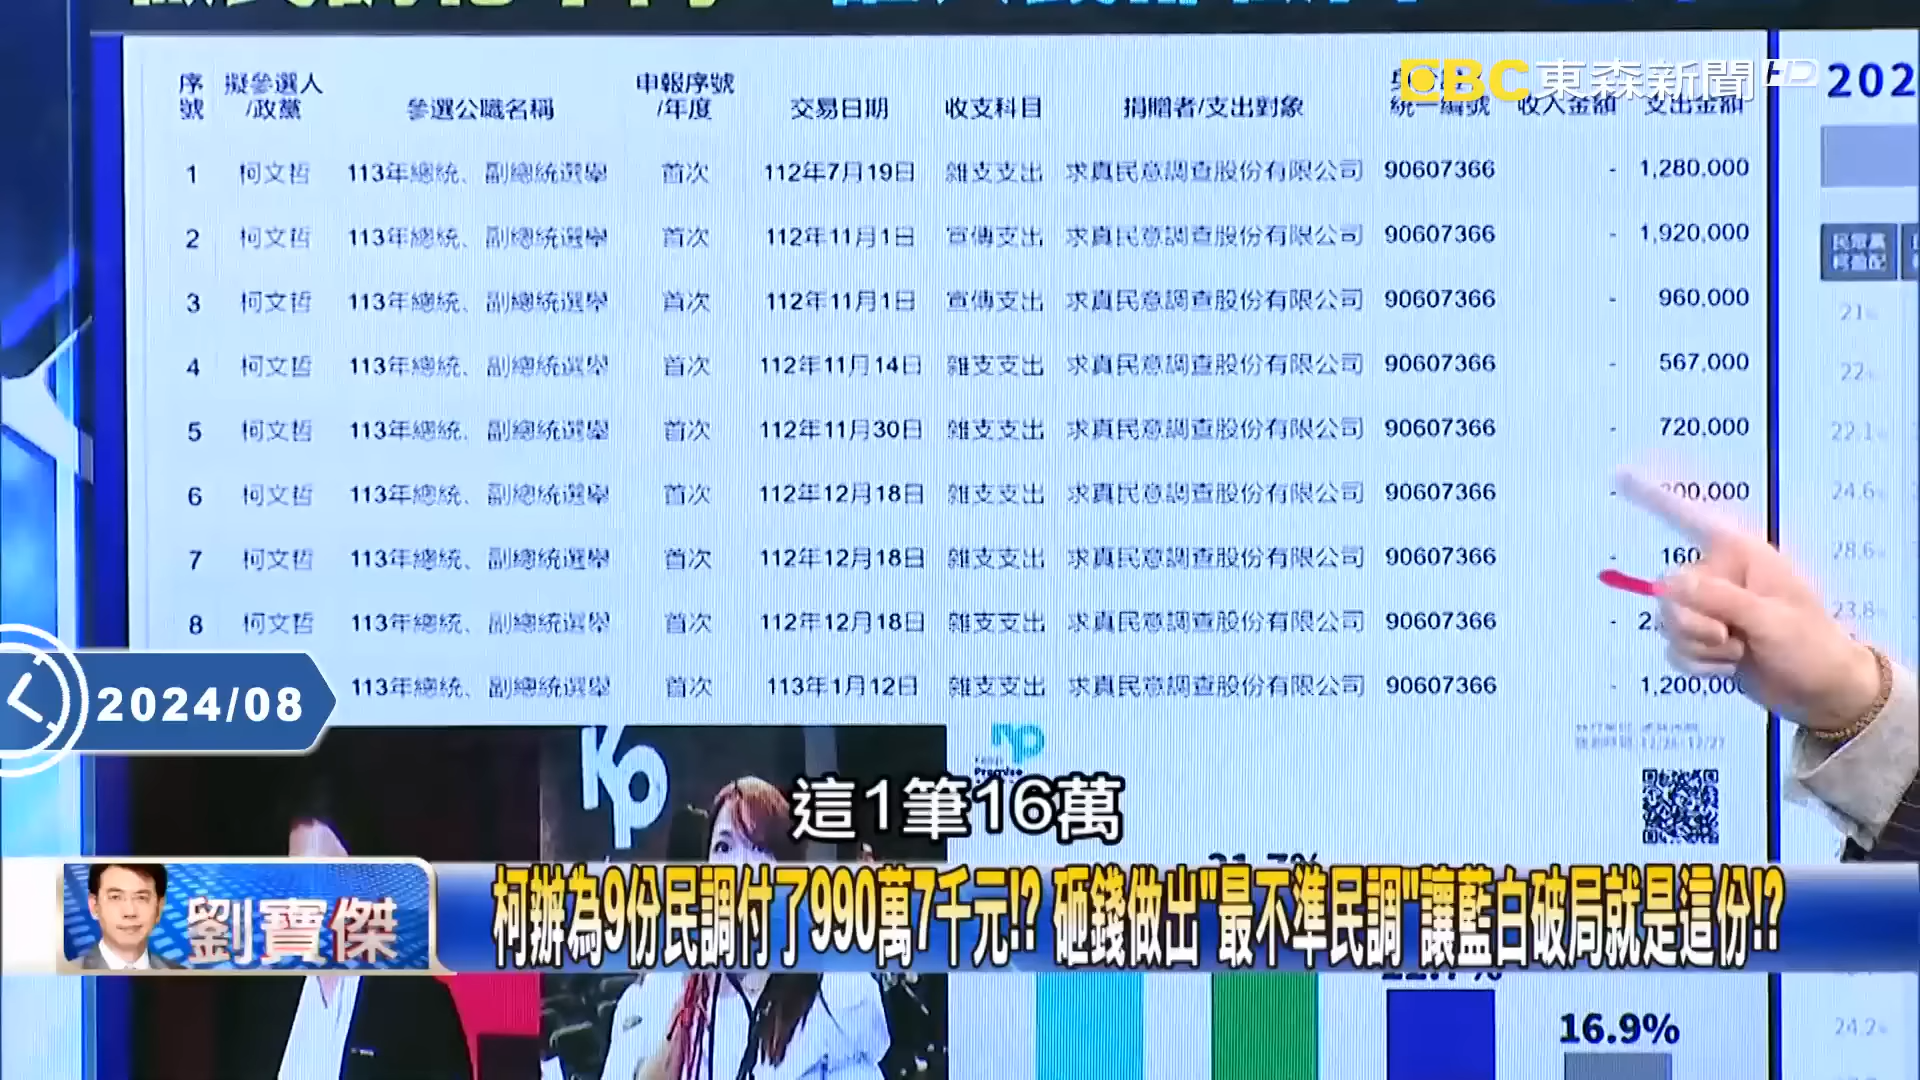 EBC 東森新聞 HD
202
序號 擬參選人/政黨 參選公職名稱 申報序號/年度 交易日期 收支科目 捐贈者/支出對象 統一編號 收入金額 支出金額
1 柯文哲 113年總統、副總統選舉 首次 112年7月19日 雜支支出 求真民意調查股份有限公司 90607366 - 1,280,000
2 柯文哲 113年總統、副總統選舉 首次 112年11月1日 宣傳支出 求真民意調查股份有限公司 90607366 - 1,920,000
3 柯文哲 113年總統、副總統選舉 首次 112年11月1日 宣傳支出 求真民意調查股份有限公司 90607366 - 960,000
4 柯文哲 113年總統、副總統選舉 首次 112年11月14日 雜支支出 求真民意調查股份有限公司 90607366 - 567,000
5 柯文哲 113年總統、副總統選舉 首次 112年11月30日 雜支支出 求真民意調查股份有限公司 90607366 - 720,000
6 柯文哲 113年總統、副總統選舉 首次 112年12月18日 雜支支出 求真民意調查股份有限公司 90607366 - 00,000
7 柯文哲 113年總統、副總統選舉 首次 112年12月18日 雜支支出 求真民意調查股份有限公司 90607366 - 160
8 柯文哲 113年總統、副總統選舉 首次 112年12月18日 雜支支出 求真民意調查股份有限公司 90607366 - 2,
113年總統、副總統選舉 首次 113年1月12日 雜支支出 求真民意調查股份有限公司 90607366 - 1,200,000
21
22
22.1
24.6
28.6
23.8
2024/08
KP
KP
Promise
這1筆16萬
劉寶傑
柯辦為9份民調付了990萬7千元!? 砸錢做出"最不準民調"讓藍白破局就是這份!?
16.9%
24.2